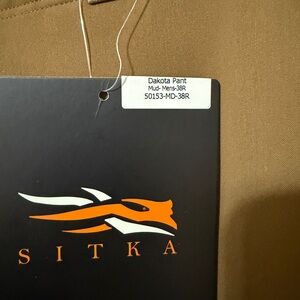 Dakota Pant
Mud- Mens-38R
50153-MD-38R
SITKA